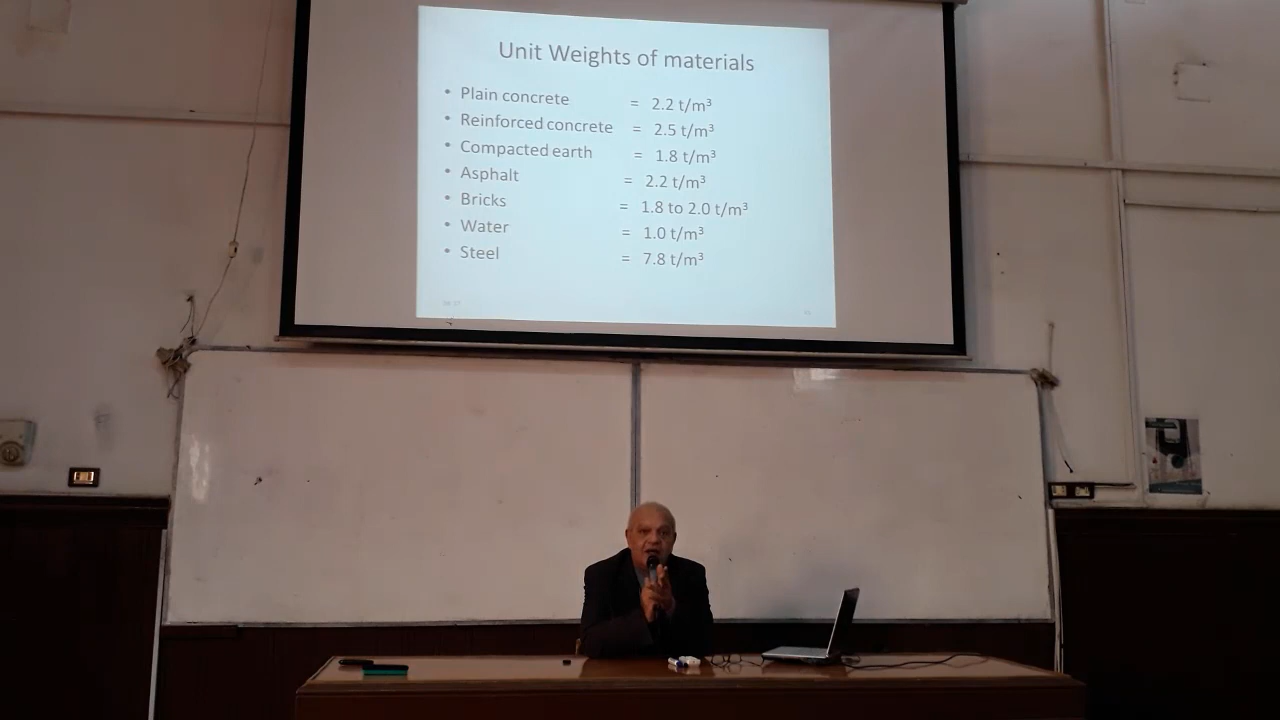 Unit Weights of materials
• Plain concrete = 2.2 t/m³
• Reinforced concrete = 2.5 t/m³
• Compacted earth = 1.8 t/m³
• Asphalt = 2.2 t/m³
• Bricks = 1.8 to 2.0 t/m³
• Water = 1.0 t/m³
• Steel = 7.8 t/m³